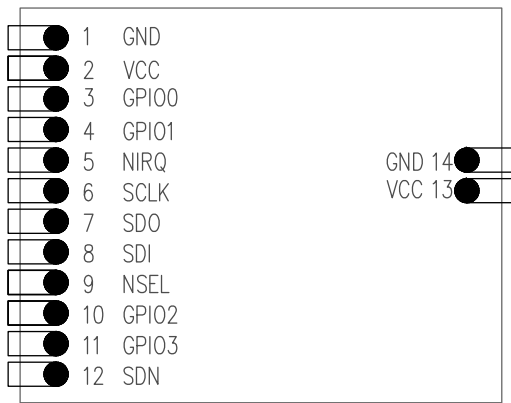 1 GND
2 VCC
3 GPIO0
4 GPIO1
5 NIRQ
6 SCLK
7 SDO
8 SDI
9 NSEL
10 GPIO2
11 GPIO3
12 SDN
GND 14
VCC 13